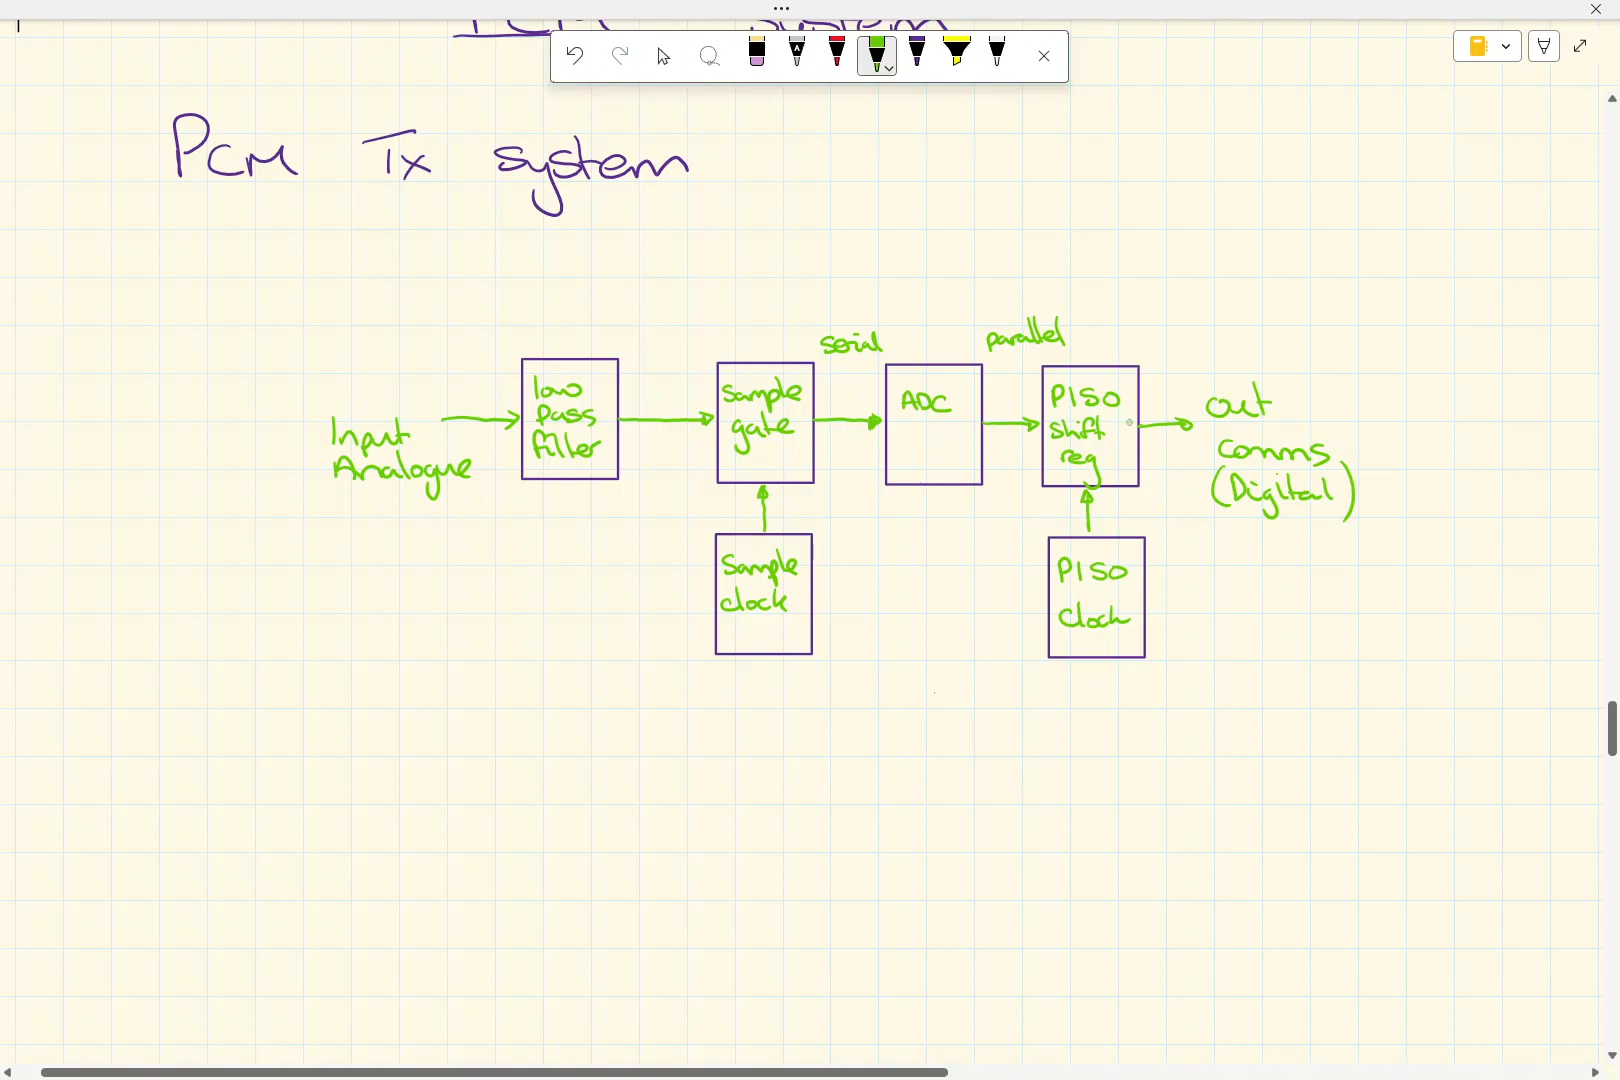 Pcm Tx system
serial
parallel
low
pass
filter
Sample
gate
ADC
PISO
shift
reg
out
comms
(Digital)
Input
Analogue
Sample
clock
PISO
Clock